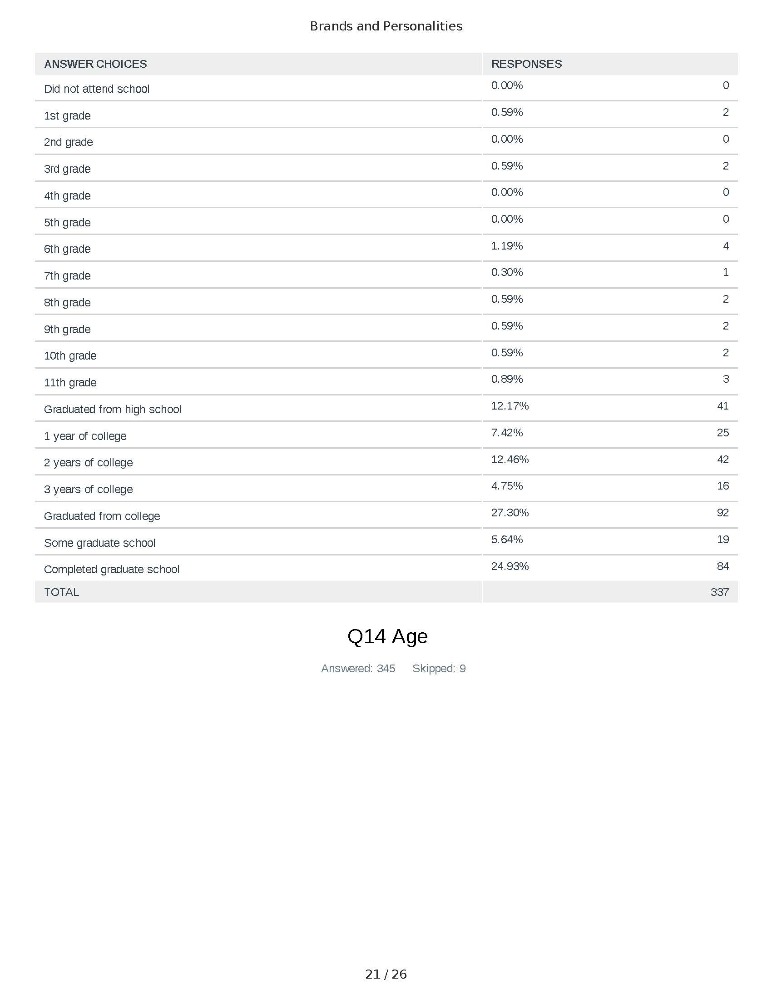 Brands and Personalities
ANSWER CHOICES RESPONSES
Did not attend school 0.00% 0
1st grade 0.59% 2
2nd grade 0.00% 0
3rd grade 0.59% 2
4th grade 0.00% 0
5th grade 0.00% 0
6th grade 1.19% 4
7th grade 0.30% 1
8th grade 0.59% 2
9th grade 0.59% 2
10th grade 0.59% 2
11th grade 0.89% 3
Graduated from high school 12.17% 41
1 year of college 7.42% 25
2 years of college 12.46% 42
3 years of college 4.75% 16
Graduated from college 27.30% 92
Some graduate school 5.64% 19
Completed graduate school 24.93% 84
TOTAL 337
Q14 Age
Answered: 345 Skipped: 9
21 / 26